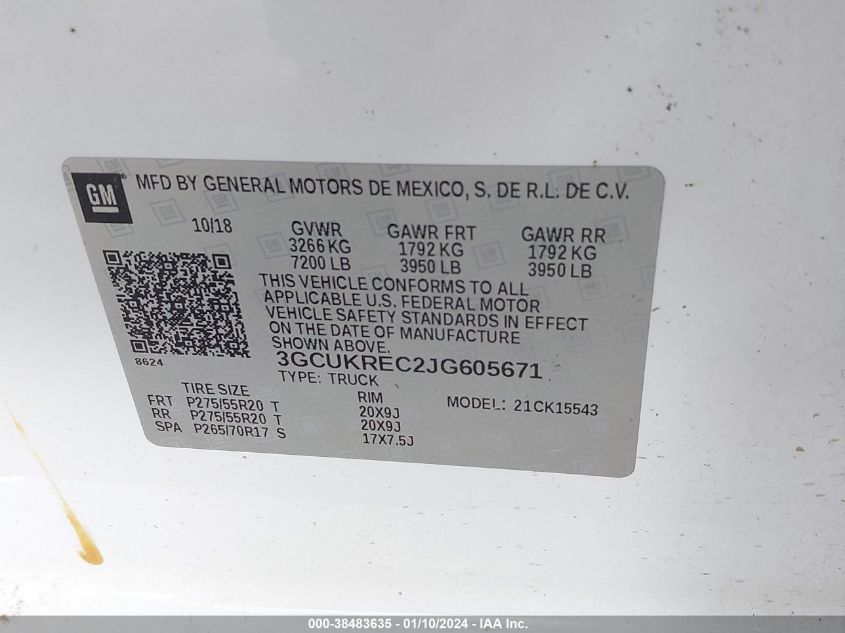 GM
MFD BY GENERAL MOTORS DE MEXICO, S. DE R.L. DE C.V.
10/18 GVWR GAWR FRT GAWR RR
3266 KG 1792 KG 1792 KG
7200 LB 3950 LB 3950 LB
THIS VEHICLE CONFORMS TO ALL
APPLICABLE U.S. FEDERAL MOTOR
VEHICLE SAFETY STANDARDS IN EFFECT
ON THE DATE OF MANUFACTURE
SHOWN ABOVE.
8624
3GCUKREC2JG605671
TYPE: TRUCK
TIRE SIZE RIM MODEL: 21CK15543
FRT P275/55R20 T 20X9J
RR P275/55R20 T 20X9J
SPA P265/70R17 S 17X7.5J
000-38483635 - 01/10/2024 - IAA Inc.